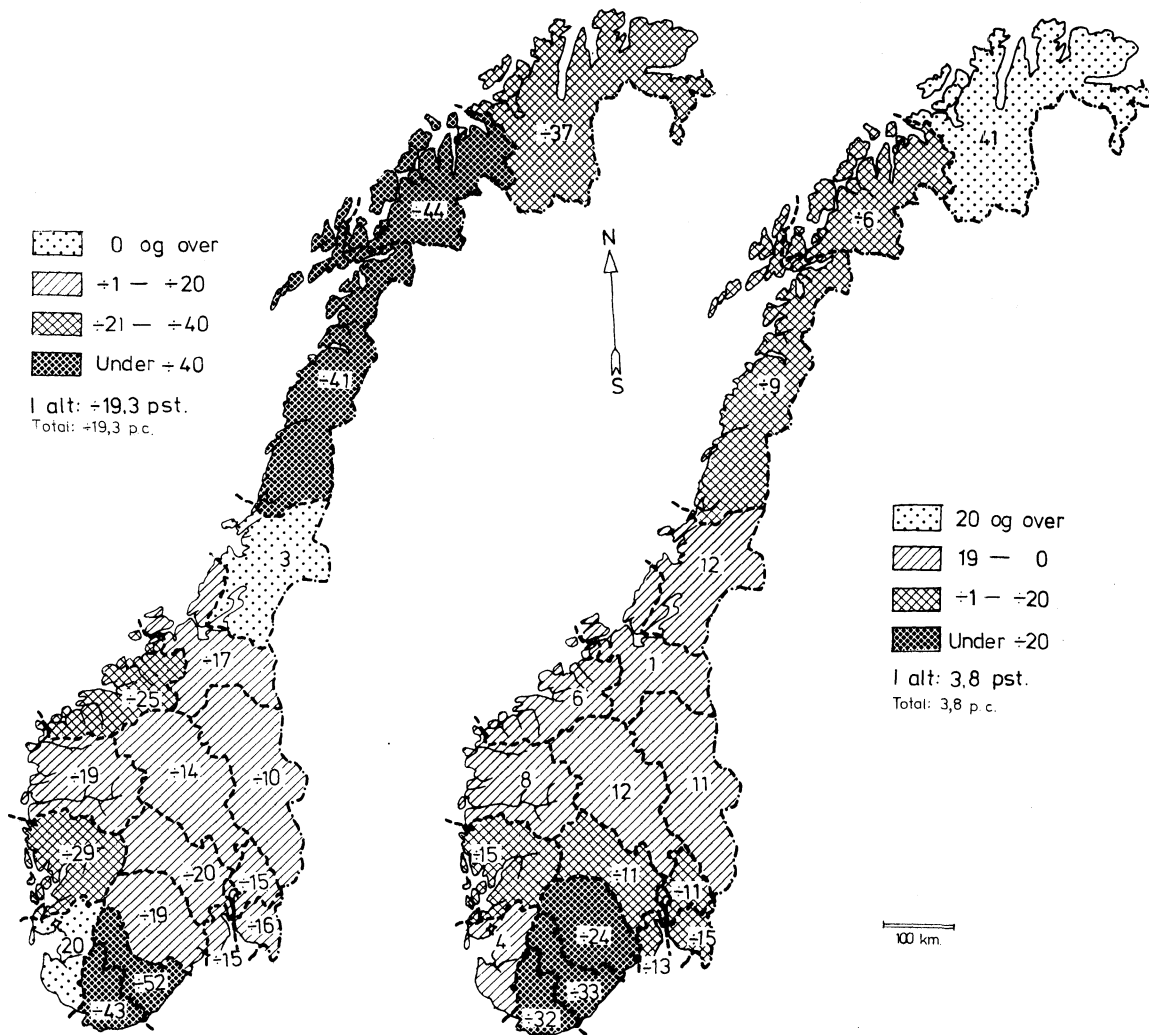 0 og over
÷1 — ÷20
÷21 — ÷40
Under ÷40
I alt: ÷19,3 pst.
Total: ÷19,3 p.c.
÷37
÷44
÷41
3
÷17
÷25
÷19
÷14
÷10
÷29
÷20
÷15
÷19
÷16
÷15
20
÷52
÷43
N
S
41
÷6
÷9
12
1
6
8
12
11
÷15
÷11
÷11
÷24
÷15
÷13
4
÷33
÷32
20 og over
19 — 0
÷1 — ÷20
Under ÷20
I alt: 3,8 pst.
Total: 3,8 p.c.
100 km.